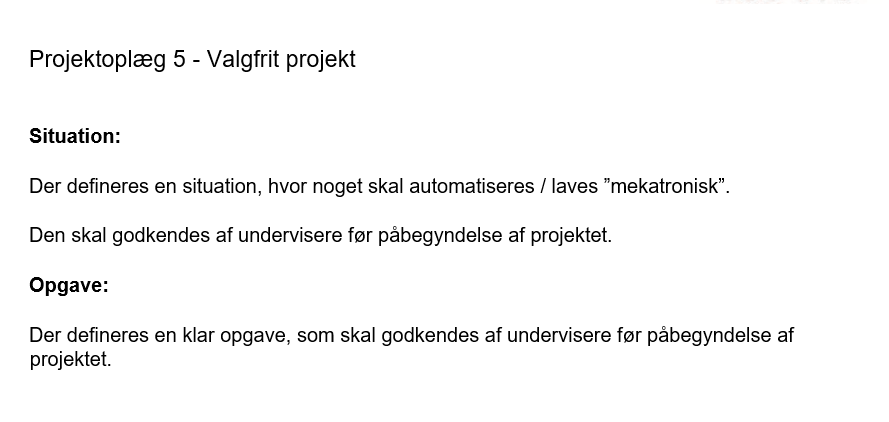 Projektoplæg 5 - Valgfrit projekt
Situation:
Der defineres en situation, hvor noget skal automatiseres / laves ”mekatronisk”.
Den skal godkendes af undervisere før påbegyndelse af projektet.
Opgave:
Der defineres en klar opgave, som skal godkendes af undervisere før påbegyndelse af
projektet.